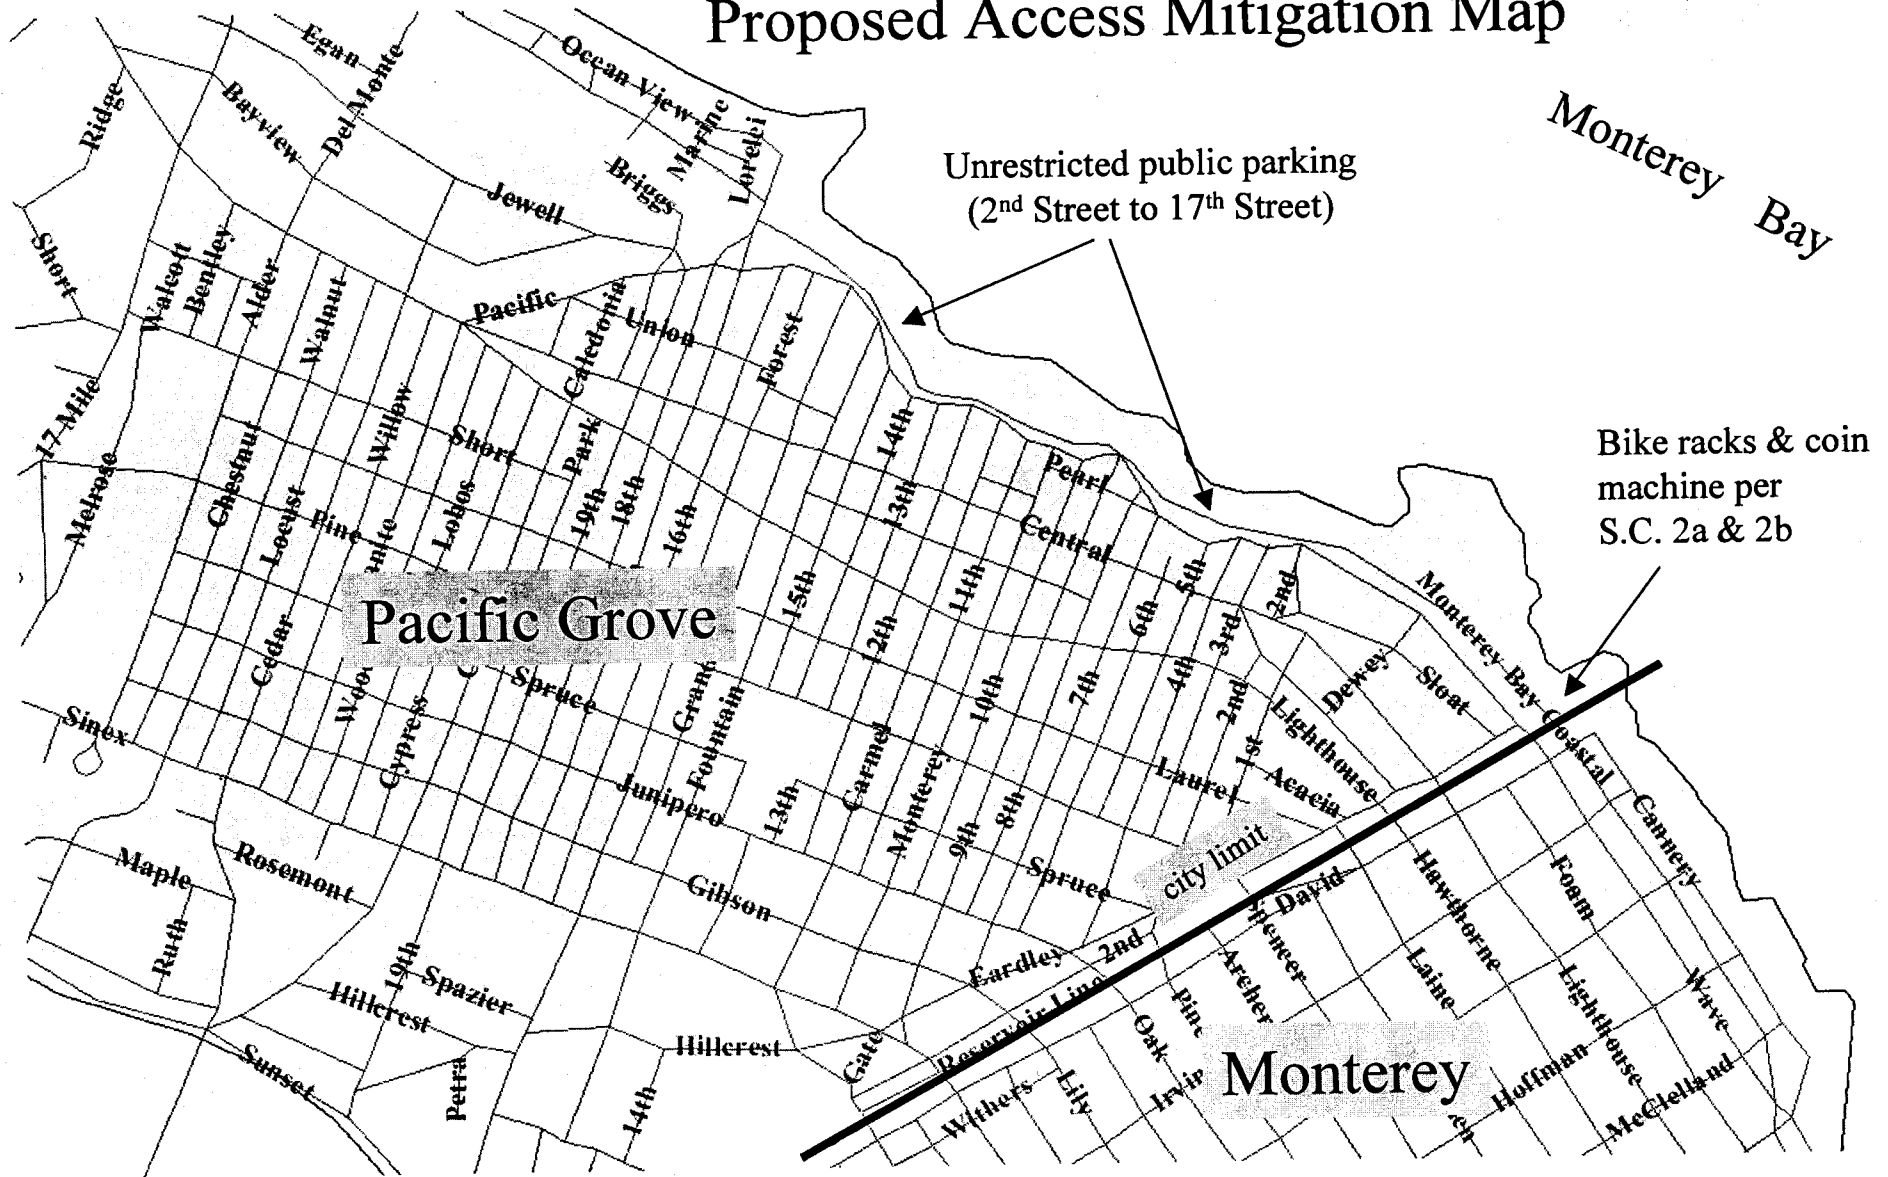 Proposed Access Mitigation Map
Monterey Bay
Unrestricted public parking
(2nd Street to 17th Street)
Bike racks & coin
machine per
S.C. 2a & 2b
Egan
Del Monte
Ocean View
Marine
Lorelei
Ridge
Bayview
Briggs
Jewell
Short
Walcott
Bentley
Alder
Walnut
Pacific
Caledonia
Union
Forest
17 Mile
Melrose
Chestnut
Locust
Pine
Willow
Short
Lobos
Park
19th
18th
16th
14th
13th
Pearl
Central
15th
12th
11th
6th
5th
3rd
2nd
Monterey Bay Coastal
Pacific Grove
Cedar
Cypress
Spruce
Grand
Fountain
10th
7th
4th
2nd
Dewey
Sloat
Lighthouse
1st
Acacia
Laurel
Sinex
Junipero
13th
Carmel
Monterey
9th
8th
Spruce
city limit
Cannery
Maple
Rosemont
Ruth
Gibson
David
Spencer
Hawthorne
Foam
19th
Spazier
Hillcrest
Eardley
2nd
Archer
Laine
Lighthouse
Wave
Reservoir Line
Sunset
Petra
Hillcrest
14th
Gate
Pine
Oak
Withers
Lily
Monterey
Hoffman
McClelland